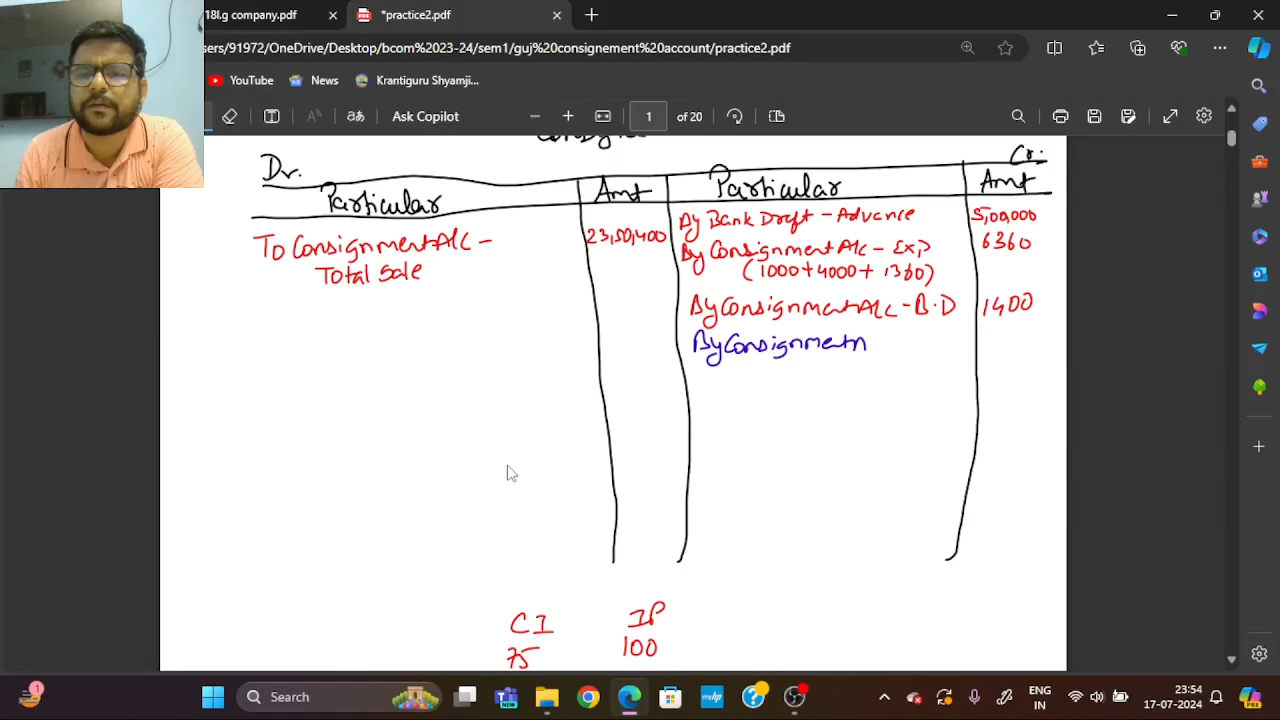 18l.g company.pdf
*practice2.pdf
sers/91972/OneDrive/Desktop/bcom%2023-24/sem1/guj%20consignement%20account/practice2.pdf
YouTube
News
Krantiguru Shyamji...
Ask Copilot
1 of 20
Dr.
Cr.
Particular Amt Particular Amt
To Consignment A/c - 23,50,400 By Bank Draft - Advance 5,00,000
Total Sale By Consignment A/c - Exp 6360
(1000+4000+1360)
By Consignment A/c - B.D 1400
By Consignmentn
CI IP
75 100
Search
NEW
ENG
IN
23:54
17-07-2024
PRE